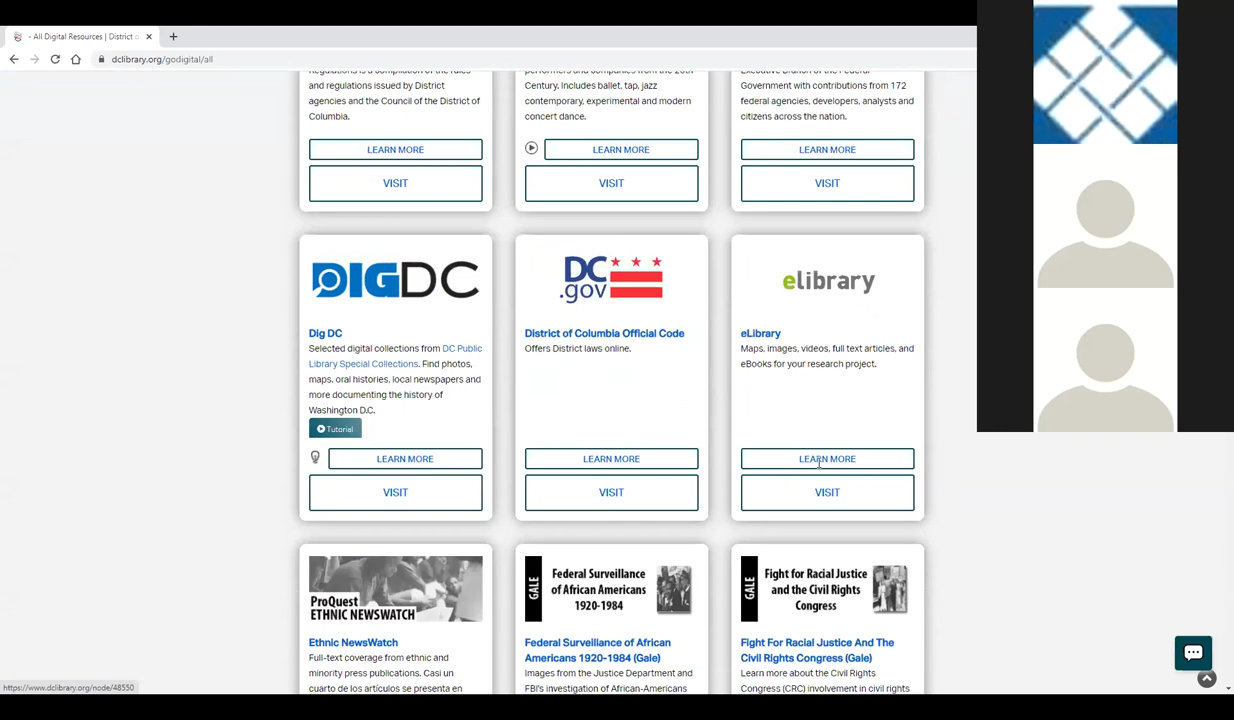 - All Digital Resources | District o
dclibrary.org/godigital/all
Regulations is a compilation of the rules
and regulations issued by District
agencies and the Council of the District of
Columbia.
LEARN MORE
VISIT
performers and companies from the 20th
Century. Includes ballet, tap, jazz
contemporary, experimental and modern
concert dance.
LEARN MORE
VISIT
Executive Branch of the Federal
Government with contributions from 172
federal agencies, developers, analysts and
citizens across the nation.
LEARN MORE
VISIT
DIGDC
Dig DC
Selected digital collections from DC Public
Library Special Collections. Find photos,
maps, oral histories, local newspapers and
more documenting the history of
Washington D.C.
Tutorial
LEARN MORE
VISIT
DC
.gov
District of Columbia Official Code
Offers District laws online.
LEARN MORE
VISIT
elibrary
eLibrary
Maps, images, videos, full text articles, and
eBooks for your research project.
LEARN MORE
VISIT
ProQuest
ETHNIC NEWSWATCH
Ethnic NewsWatch
Full-text coverage from ethnic and
minority press publications. Casi un
cuarto de los artículos se presenta en
GALE
Federal Surveillance
of African Americans
1920-1984
Federal Surveillance of African
Americans 1920-1984 (Gale)
Images from the Justice Department and
FBI's investigation of African-Americans
GALE
Fight for Racial Justice
and the Civil Rights
Congress
Fight For Racial Justice And The
Civil Rights Congress (Gale)
Learn more about the Civil Rights
Congress (CRC) involvement in civil rights
https://www.dclibrary.org/node/48550